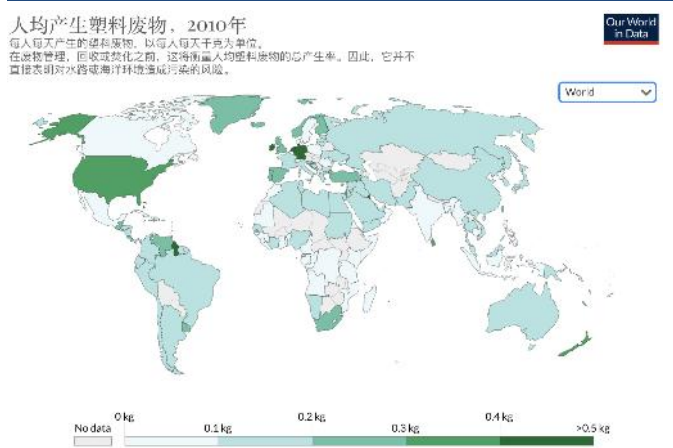 人均产生塑料废物，2010年
每人每天产生的塑料废物，以每人每天千克为单位。
在废物管理，回收或焚化之前，这将衡量人均塑料废物的总产生率。因此，它并不
直接表明对水路或海洋环境造成污染的风险。
Our World
in Data
World
No data
0 kg
0.1 kg
0.2 kg
0.3 kg
0.4 kg
>0.5 kg